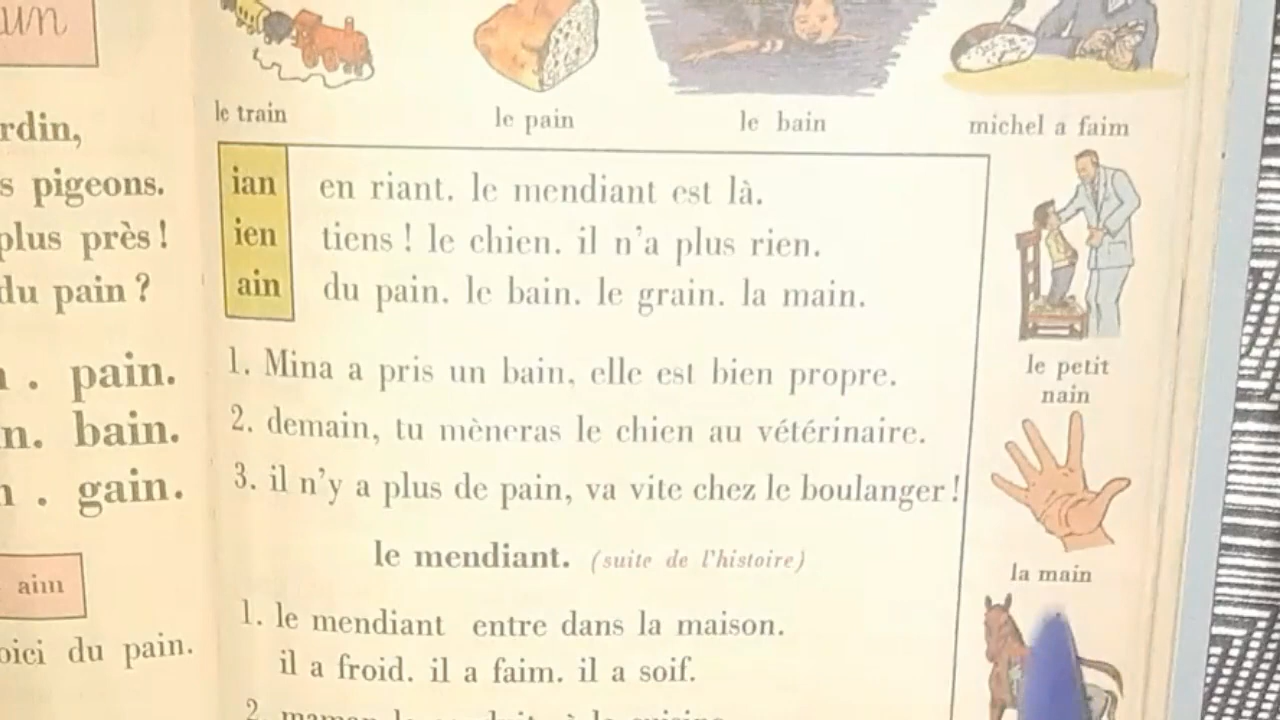 un
rdin,
s pigeons.
plus près!
du pain?
. pain.
n. bain.
. gain.
aim
oici du pain.
le train
le pain
le bain
michel a faim
ian en riant. le mendiant est là.
ien tiens! le chien. il n'a plus rien.
ain du pain. le bain. le grain. la main.
1. Mina a pris un bain, elle est bien propre.
2. demain, tu mèneras le chien au vétérinaire.
3. il n'y a plus de pain, va vite chez le boulanger!
le mendiant. (suite de l'histoire)
1. le mendiant entre dans la maison.
il a froid. il a faim. il a soif.
2. maman le
le petit
nain
la main